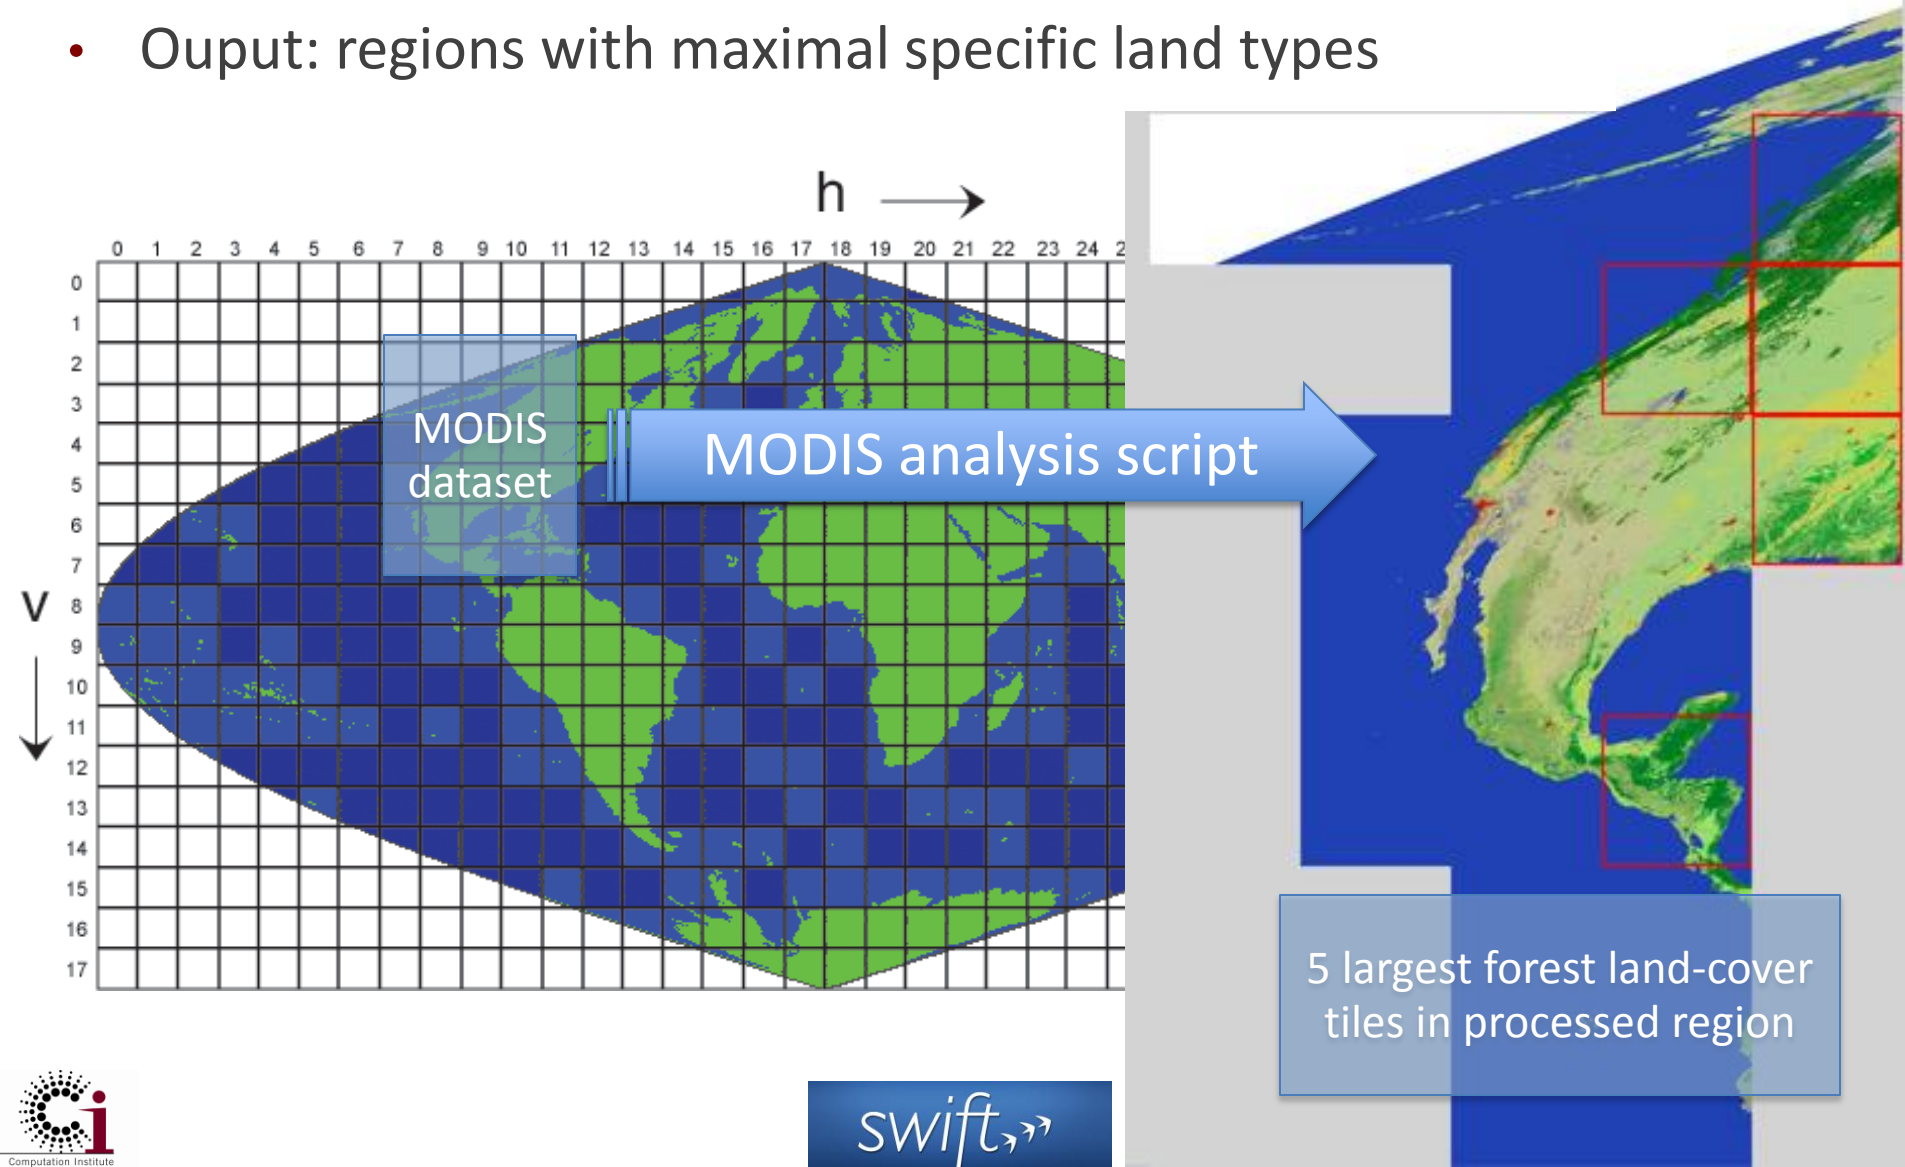 • Ouput: regions with maximal specific land types
h
0 1 2 3 4 5 6 7 8 9 10 11 12 13 14 15 16 17 18 19 20 21 22 23 24 2
0
1
2
3
4
5
6
7
v
8
9
10
11
12
13
14
15
16
17
MODIS
dataset
MODIS analysis script
5 largest forest land-cover
tiles in processed region
Ci
Computation Institute
swift